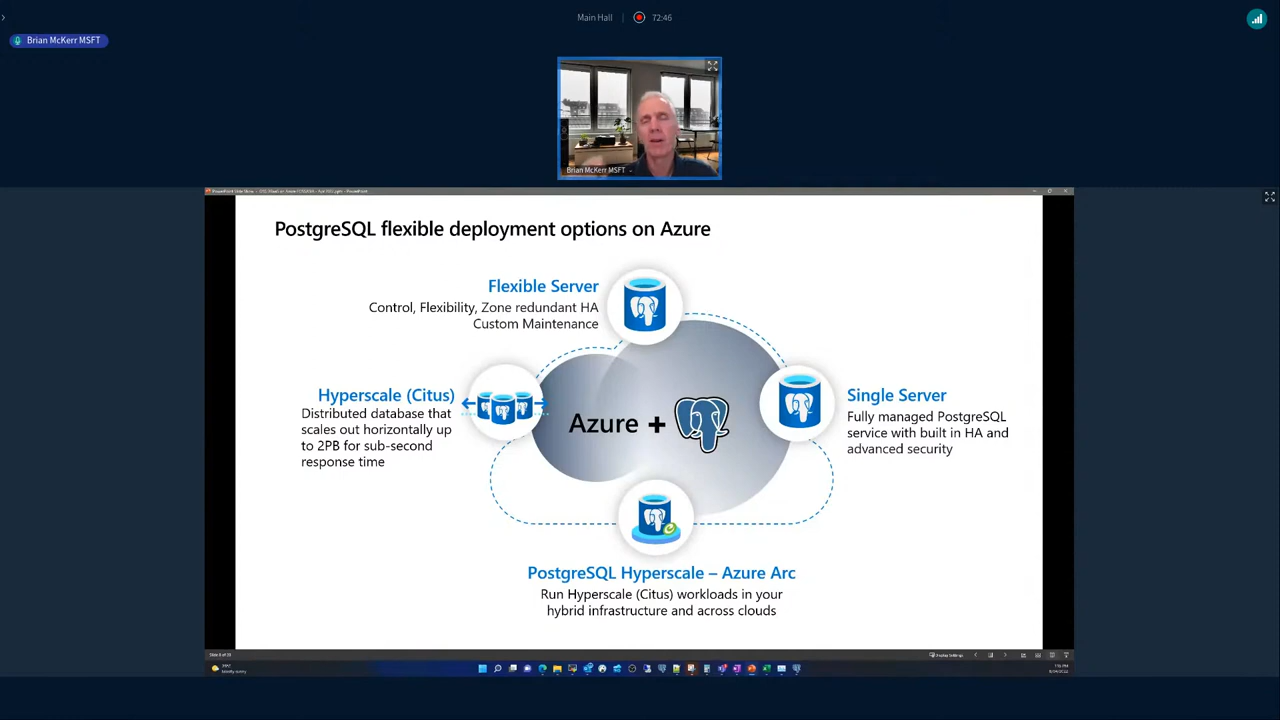 Main Hall
72:46
Brian McKerr MSFT
Brian McKerr MSFT
PostgreSQL flexible deployment options on Azure
Flexible Server
Control, Flexibility, Zone redundant HA
Custom Maintenance
Hyperscale (Citus)
Distributed database that
scales out horizontally up
to 2PB for sub-second
response time
Azure +
Single Server
Fully managed PostgreSQL
service with built in HA and
advanced security
PostgreSQL Hyperscale – Azure Arc
Run Hyperscale (Citus) workloads in your
hybrid infrastructure and across clouds
Display Settings